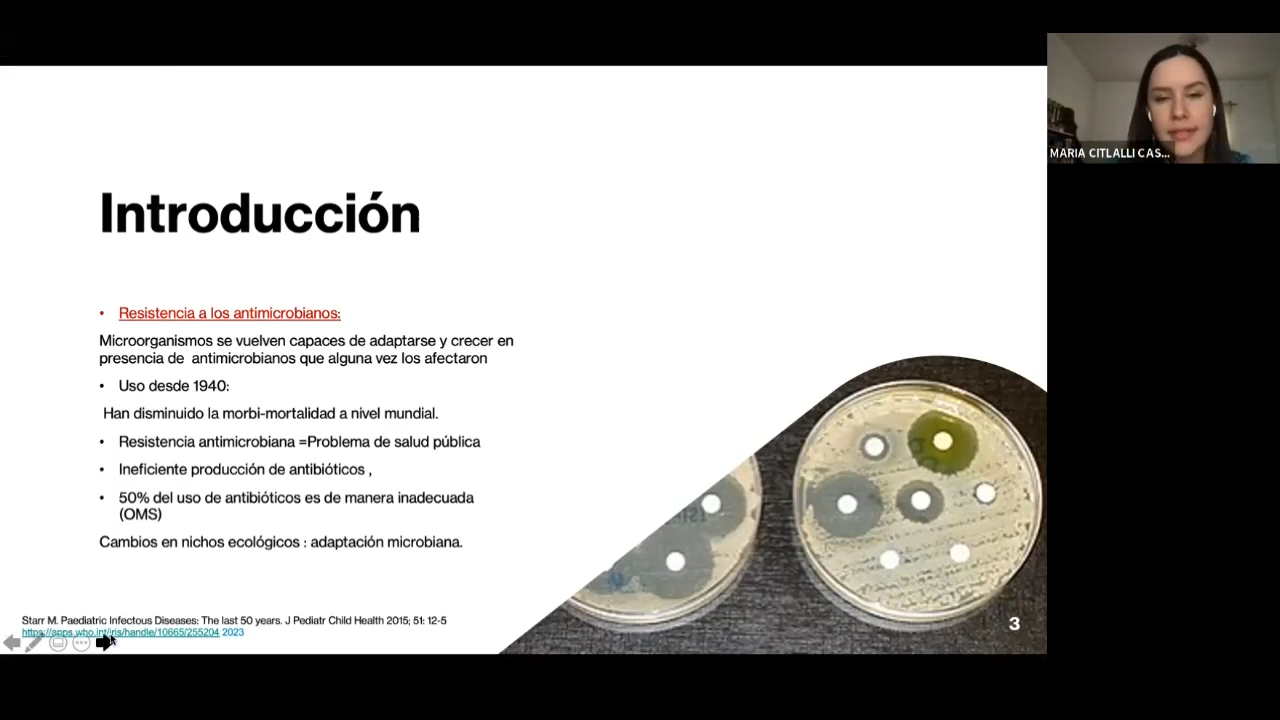 MARIA CITLALLI CAS...
Introducción
• Resistencia a los antimicrobianos:
Microorganismos se vuelven capaces de adaptarse y crecer en
presencia de antimicrobianos que alguna vez los afectaron
• Uso desde 1940:
Han disminuido la morbi-mortalidad a nivel mundial.
• Resistencia antimicrobiana =Problema de salud pública
• Ineficiente producción de antibióticos ,
• 50% del uso de antibióticos es de manera inadecuada
(OMS)
Cambios en nichos ecológicos : adaptación microbiana.
Starr M. Paediatric Infectous Diseases: The last 50 years. J Pediatr Child Health 2015; 51: 12-5
https://apps.who.int/iris/handle/10665/255204 2023
3